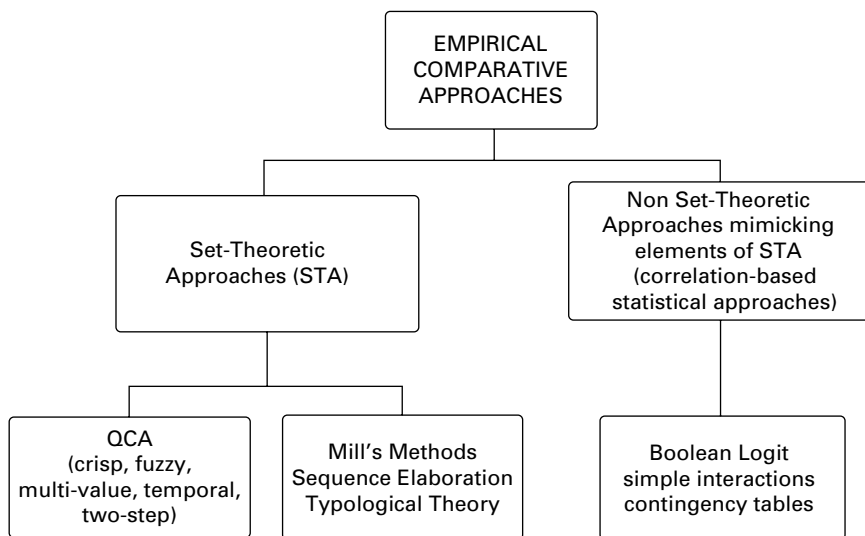 EMPIRICAL
COMPARATIVE
APPROACHES
Set-Theoretic
Approaches (STA)
Non Set-Theoretic
Approaches mimicking
elements of STA
(correlation-based
statistical approaches)
QCA
(crisp, fuzzy,
multi-value, temporal,
two-step)
Mill's Methods
Sequence Elaboration
Typological Theory
Boolean Logit
simple interactions
contingency tables